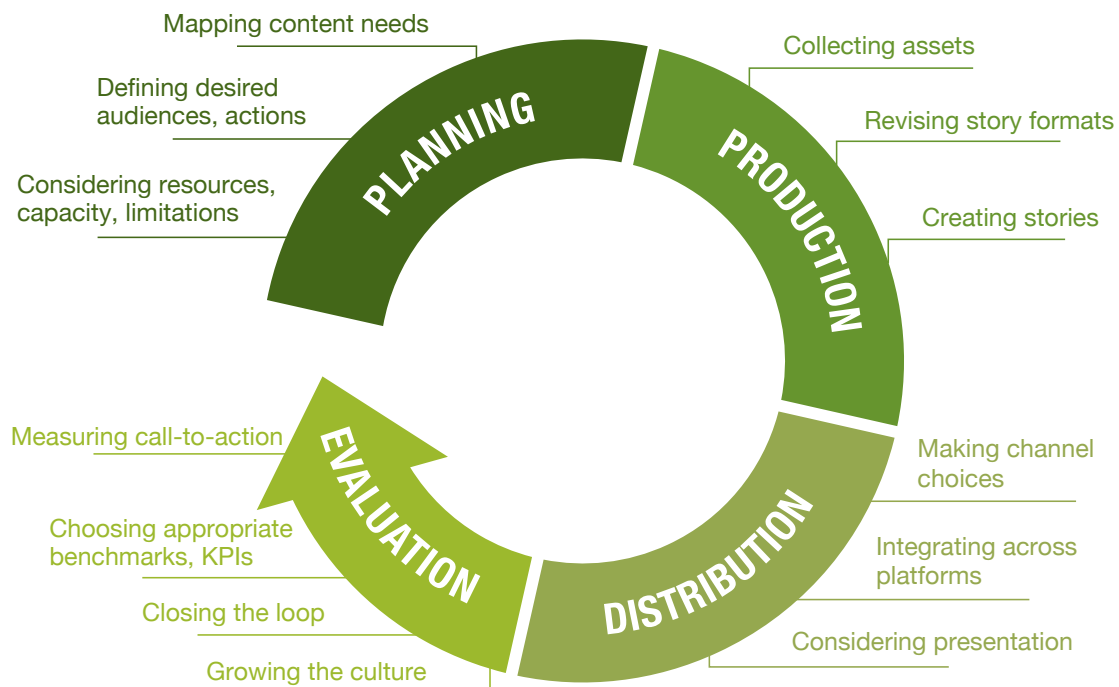 Mapping content needs
Defining desired
audiences, actions
Considering resources,
capacity, limitations
PLANNING
Collecting assets
Revising story formats
Creating stories
PRODUCTION
Making channel
choices
Integrating across
platforms
Considering presentation
DISTRIBUTION
Measuring call-to-action
Choosing appropriate
benchmarks, KPIs
Closing the loop
Growing the culture
EVALUATION